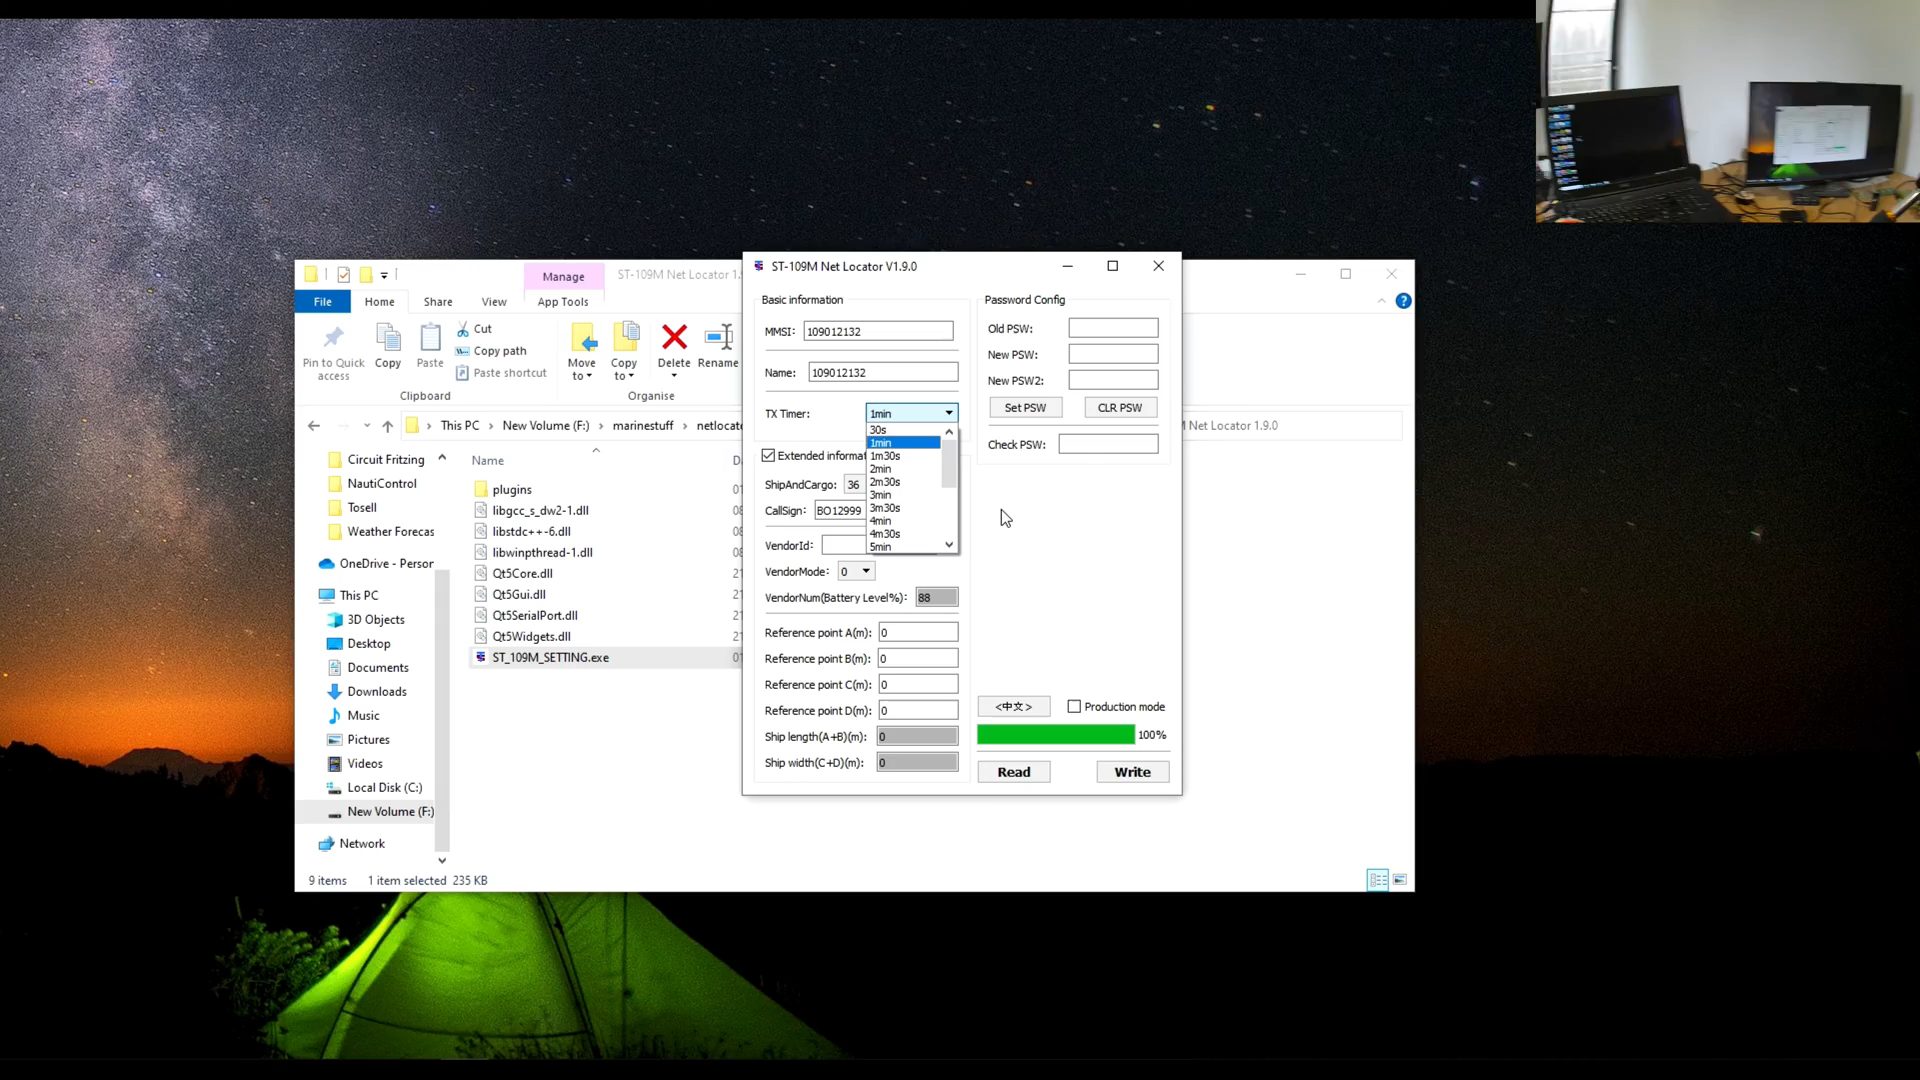 Manage
ST-109M Net Locator 1.9
File
Home
Share
View
App Tools
Pin to Quick
access
Copy
Paste
Cut
Copy path
Paste shortcut
Move
to
Copy
to
Delete
Rename
Clipboard
Organise
This PC > New Volume (F:) > marinestuff > netlocat
Net Locator 1.9.0
Circuit Fritzing
NautiControl
Tosell
Weather Forecas
OneDrive - Person
This PC
3D Objects
Desktop
Documents
Downloads
Music
Pictures
Videos
Local Disk (C:)
New Volume (F:)
Network
Name
plugins
libgcc_s_dw2-1.dll
libstdc++-6.dll
libwinpthread-1.dll
Qt5Core.dll
Qt5Gui.dll
Qt5SerialPort.dll
Qt5Widgets.dll
ST_109M_SETTING.exe
9 items
1 item selected 235 KB
ST-109M Net Locator V1.9.0
Basic information
MMSI: 109012132
Name: 109012132
TX Timer: 1min
30s
1min
1m30s
2min
2m30s
3min
3m30s
4min
4m30s
5min
Extended informat
ShipAndCargo: 36
CallSign: BO12999
VendorId:
VendorMode: 0
VendorNum(Battery Level%): 88
Reference point A(m): 0
Reference point B(m): 0
Reference point C(m): 0
Reference point D(m): 0
Ship length(A+B)(m): 0
Ship width(C+D)(m): 0
Password Config
Old PSW:
New PSW:
New PSW2:
Set PSW
CLR PSW
Check PSW:
<中文>
Production mode
100%
Read
Write